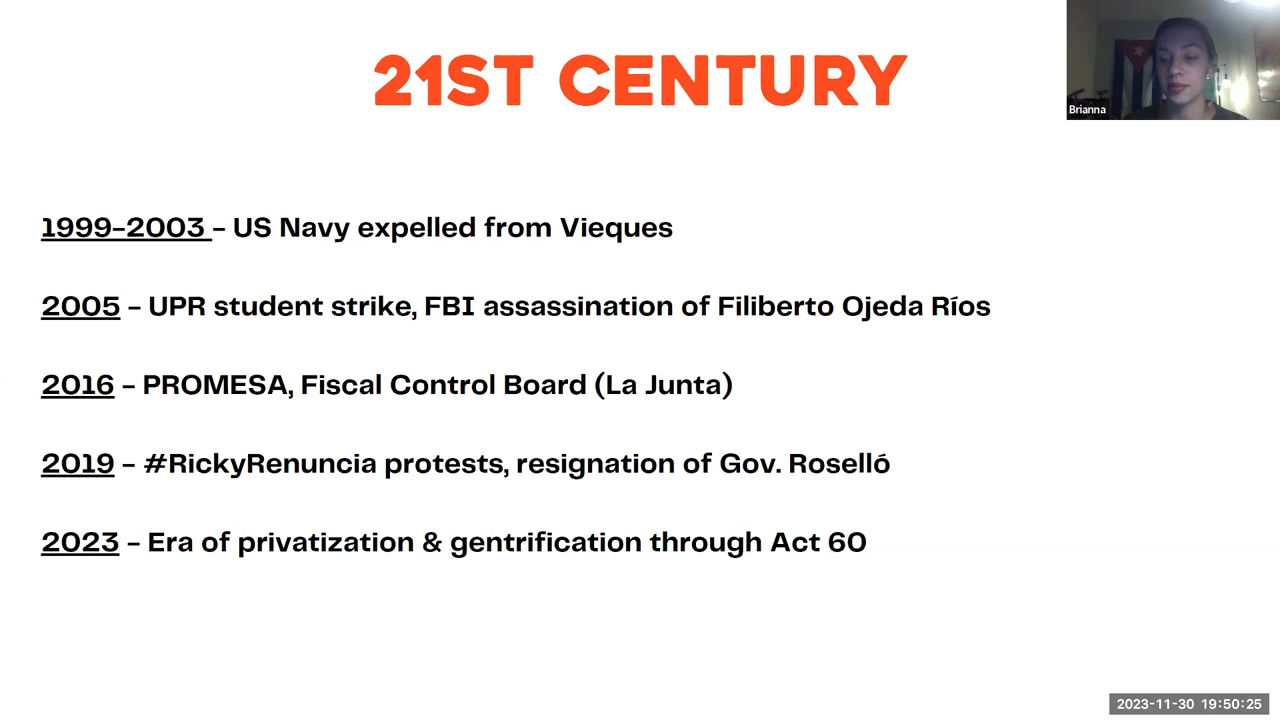 21ST CENTURY
Brianna
1999-2003 - US Navy expelled from Vieques
2005 - UPR student strike, FBI assassination of Filiberto Ojeda Ríos
2016 - PROMESA, Fiscal Control Board (La Junta)
2019 - #RickyRenuncia protests, resignation of Gov. Roselló
2023 - Era of privatization & gentrification through Act 60
2023-11-30 19:50:25